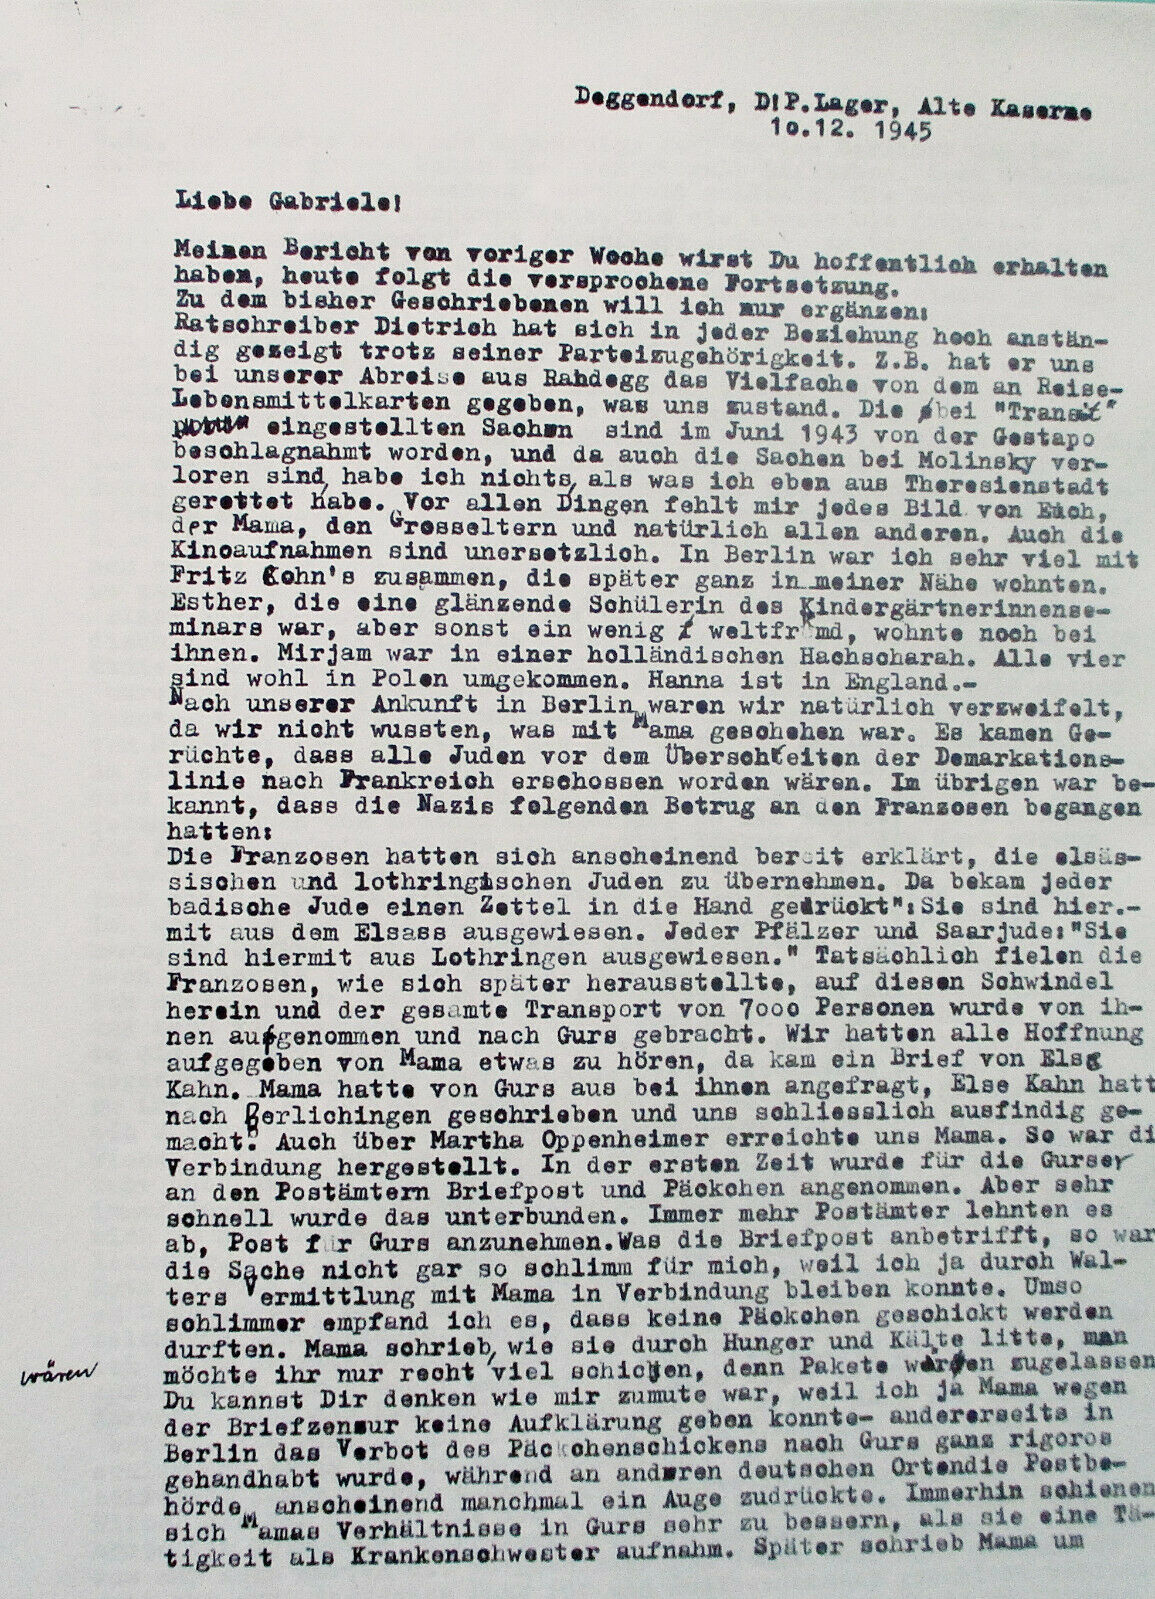 Deggendorf, D!P.Lager, Alte Kaserne
10.12. 1945
Liebe Gabriele!
Meinen Bericht von voriger Woche wirst Du hoffentlich erhalten
haben, heute folgt die versprochene Fortsetzung.
Zu dem bisher Geschriebenen will ich nur ergänzen:
Ratschreiber Dietrich hat sich in jeder Beziehung hoch anstän-
dig gezeigt trotz seiner Parteizugehörigkeit. Z.B. hat er uns
bei unserer Abreise aus Randegg das Vielfache von dem an Reise-
Lebensmittelkarten gegeben, was uns zustand. Die bei "Transit"
eingestellten Sachen sind im Juni 1943 von der Gestapo
beschlagnahmt worden, und da auch die Sachen bei Molinsky ver-
loren sind, habe ich nichts, als was ich eben aus Theresienstadt
gerettet habe. Vor allen Dingen fehlt mir jedes Bild von Euch,
der Mama, den Grosseltern und natürlich allen anderen. Auch die
Kinoaufnahmen sind unersetzlich. In Berlin war ich sehr viel mit
Fritz Cohn's zusammen, die später ganz in meiner Nähe wohnten.
Esther, die eine glänzende Schülerin des Kindergärtnerinnense-
minars war, aber sonst ein wenig weltfremd, wohnte noch bei
ihnen. Mirjam war in einer holländischen Hachscharah. Alle vier
sind wohl in Polen umgekommen. Hanna ist in England.-
Nach unserer Ankunft in Berlin waren wir natürlich verzweifelt,
da wir nicht wussten, was mit Mama geschehen war. Es kamen Ge-
rüchte, dass alle Juden vor dem Überschreiten der Demarkations-
linie nach Frankreich erschossen worden wären. Im übrigen war be-
kannt, dass die Nazis folgenden Betrug an den Franzosen begangen
hatten:
Die Franzosen hatten sich anscheinend bereit erklärt, die elsäs-
sischen und lothringischen Juden zu übernehmen. Da bekam jeder
badische Jude einen Zettel in die Hand gedrückt":Sie sind hier.-
mit aus dem Elsass ausgewiesen. Jeder Pfälzer und Saarjude:"Sie
sind hiermit aus Lothringen ausgewiesen." Tatsächlich fielen die
Franzosen, wie sich später herausstellte, auf diesen Schwindel
herein und der gesamte Transport von 7000 Personen wurde von ih-
nen aufgenommen und nach Gurs gebracht. Wir hatten alle Hoffnung
aufgegeben von Mama etwas zu hören, da kam ein Brief von Else
Kahn. Mama hatte von Gurs aus bei ihnen angefragt, Else Kahn hatt
nach Berlichingen geschrieben und uns schliesslich ausfindig ge-
macht. Auch über Martha Oppenheimer erreichte uns Mama. So war di
Verbindung hergestellt. In der ersten Zeit wurde für die Gurser
an den Postämtern Briefpost und Päckchen angenommen. Aber sehr
schnell wurde das unterbunden. Immer mehr Postämter lehnten es
ab, Post für Gurs anzunehmen.Was die Briefpost anbetrifft, so war
die Sache nicht gar so schlimm für mich, weil ich ja durch Wal-
ters Vermittlung mit Mama in Verbindung bleiben konnte. Umso
schlimmer empfand ich es, dass keine Päckchen geschickt werden
durften. Mama schrieb, wie sie durch Hunger und Kälte litte, man
wären möchte ihr nur recht viel schicken, denn Pakete zugelassen
Du kannst Dir denken wie mir zumute war, weil ich ja Mama wegen
der Briefzensur keine Aufklärung geben konnte- andererseits in
Berlin das Verbot des Päckchenschickens nach Gurs ganz rigoros
gehandhabt wurde, während an anderen deutschen Ortendie Postbe-
hörde anscheinend manchmal ein Auge zudrückte. Immerhin schienen
sich Mamas Verhältnisse in Gurs sehr zu bessern, als sie eine Tä-
tigkeit als Krankenschwester aufnahm. Später schrieb Mama um